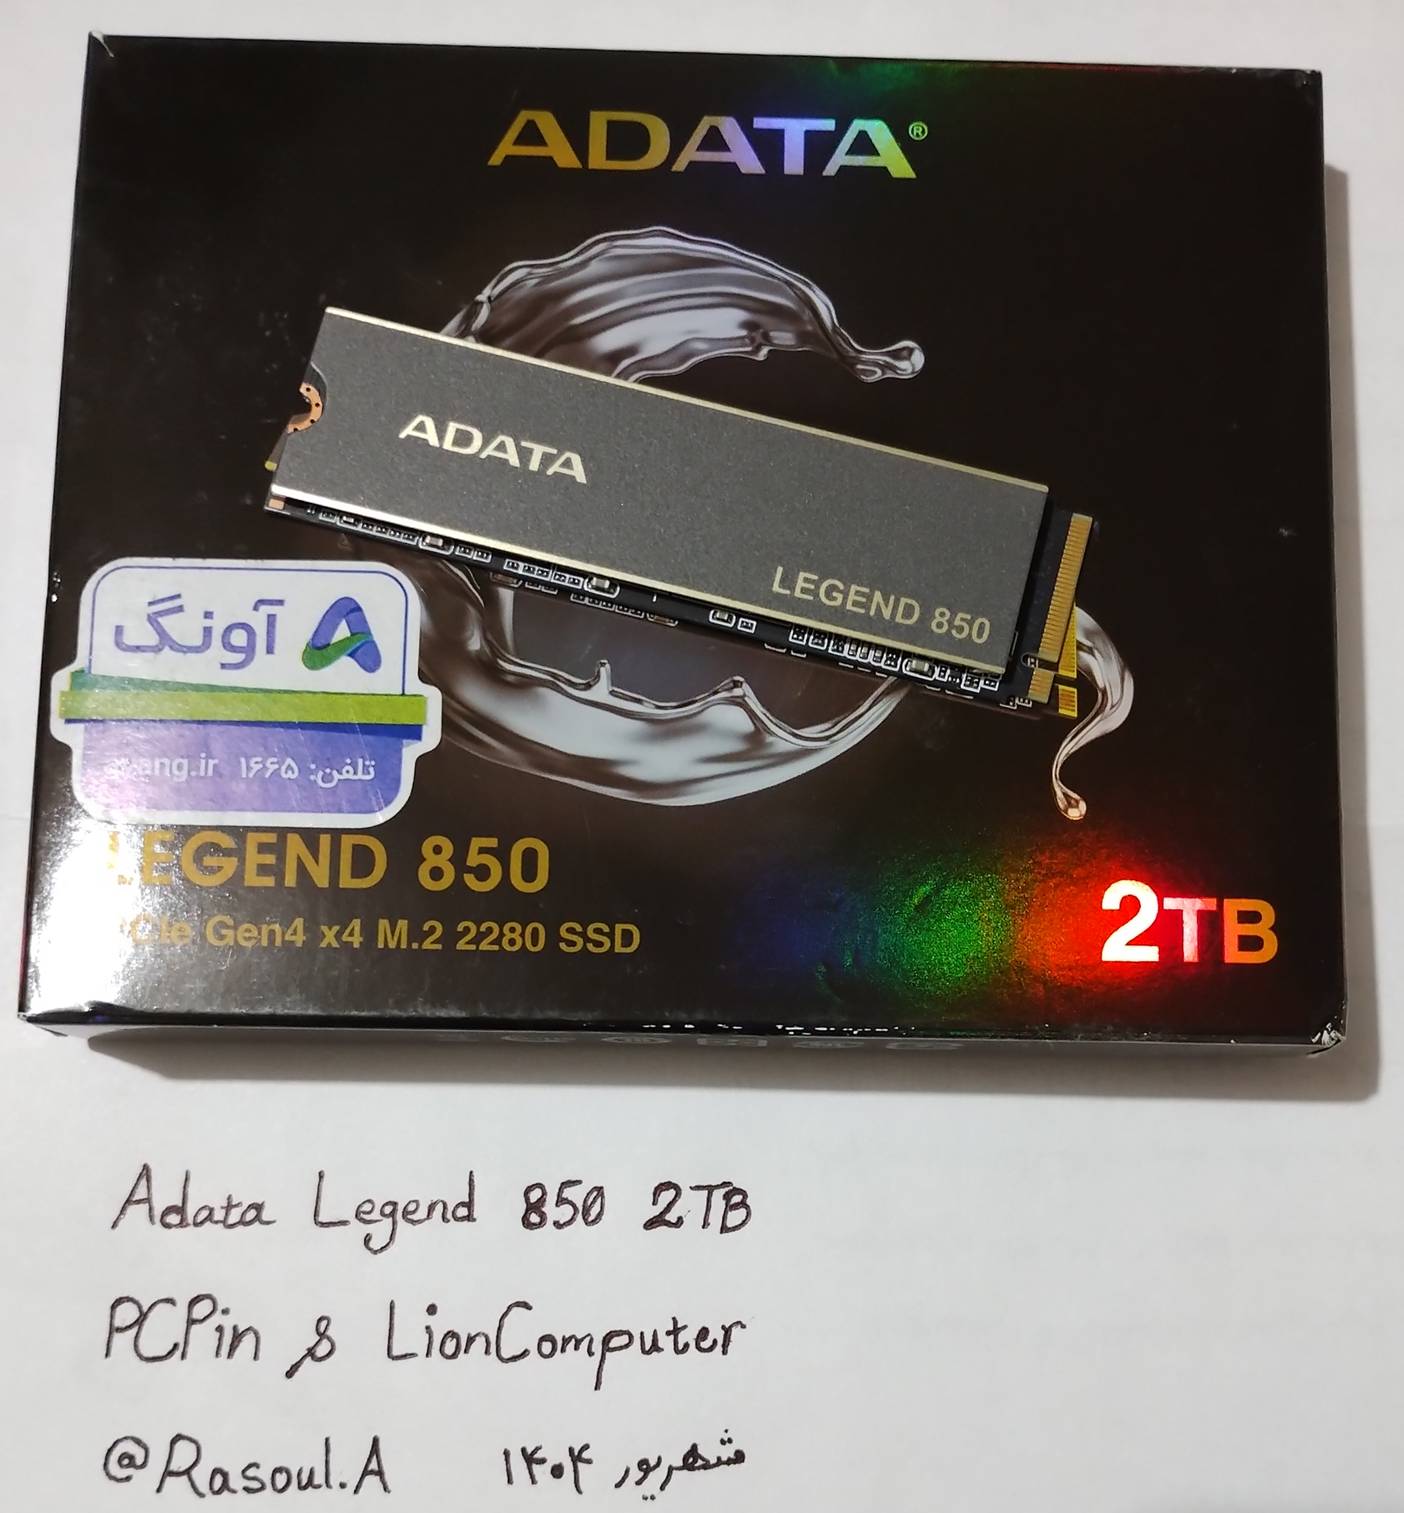 ADATA®
ADATA
LEGEND 850
آونگ
تلفن: ۱۶۶۵
LEGEND 850
PCIe Gen4 x4 M.2 2280 SSD
2TB
Adata Legend 850 2TB
PCPin & LionComputer
@Rasoul.A شهریور ۱۴۰۴